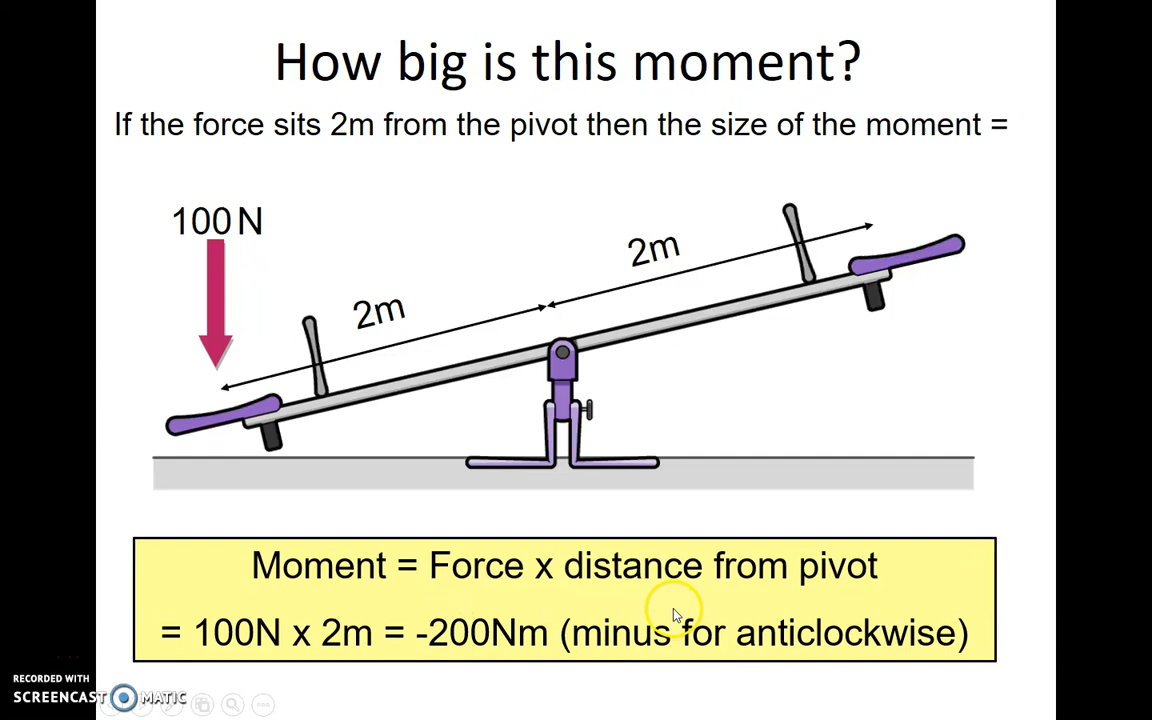 How big is this moment?
If the force sits 2m from the pivot then the size of the moment =
100 N
2m
2m
Moment = Force x distance from pivot
= 100N x 2m = -200Nm (minus for anticlockwise)
RECORDED WITH
SCREENCAST MATIC